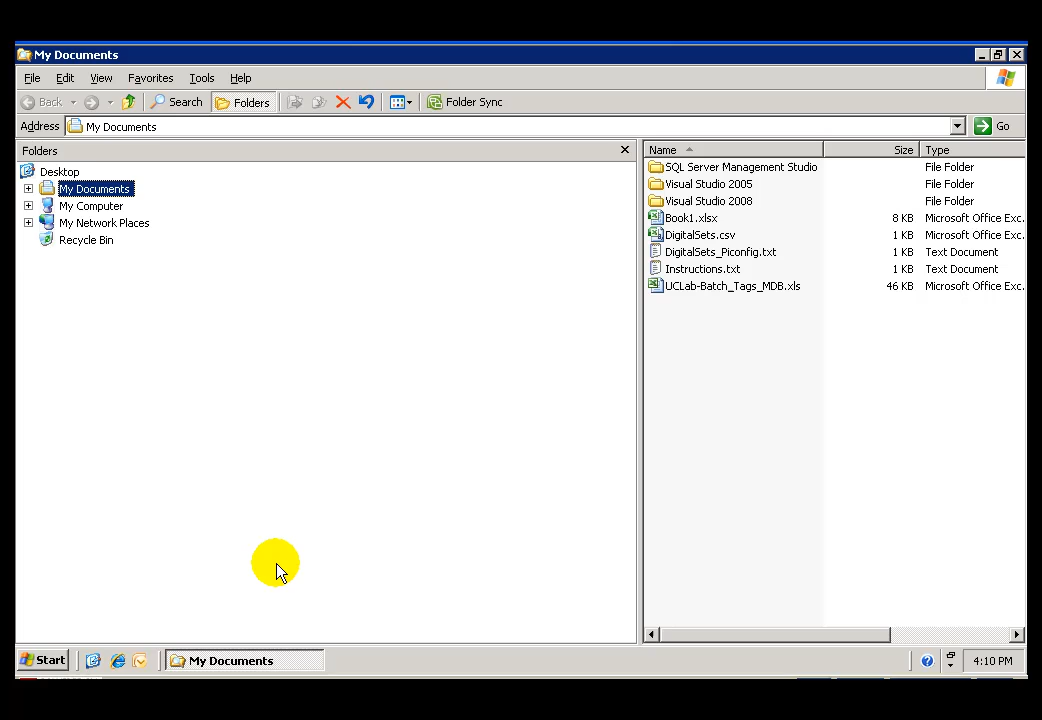 My Documents
File Edit View Favorites Tools Help
Back Search Folders Folder Sync
Address My Documents Go
Folders
Desktop
My Documents
My Computer
My Network Places
Recycle Bin
Name Size Type
SQL Server Management Studio File Folder
Visual Studio 2005 File Folder
Visual Studio 2008 File Folder
Book1.xlsx 8 KB Microsoft Office Exc.
DigitalSets.csv 1 KB Microsoft Office Exc.
DigitalSets_Piconfig.txt 1 KB Text Document
Instructions.txt 1 KB Text Document
UCLab-Batch_Tags_MDB.xls 46 KB Microsoft Office Exc.
Start My Documents 4:10 PM